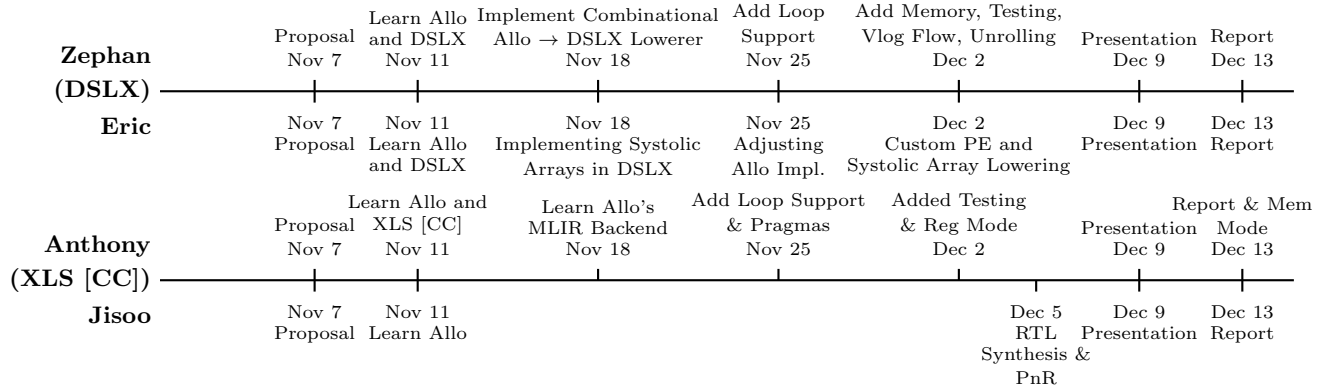 Proposal
Nov 7
Learn Allo
and DSLX
Nov 11
Implement Combinational
Allo → DSLX Lowerer
Nov 18
Add Loop
Support
Nov 25
Add Memory, Testing,
Vlog Flow, Unrolling
Dec 2
Presentation
Dec 9
Report
Dec 13
Zephan
(DSLX)
Eric
Nov 7
Proposal
Nov 11
Learn Allo
and DSLX
Nov 18
Implementing Systolic
Arrays in DSLX
Nov 25
Adjusting
Allo Impl.
Dec 2
Custom PE and
Systolic Array Lowering
Dec 9
Presentation
Dec 13
Report
Proposal
Nov 7
Learn Allo and
XLS [CC]
Nov 11
Learn Allo's
MLIR Backend
Nov 18
Add Loop Support
& Pragmas
Nov 25
Added Testing
& Reg Mode
Dec 2
Presentation
Dec 9
Report & Mem
Mode
Dec 13
Anthony
(XLS [CC])
Jisoo
Nov 7
Proposal
Nov 11
Learn Allo
Dec 5
RTL
Synthesis &
PnR
Dec 9
Presentation
Dec 13
Report